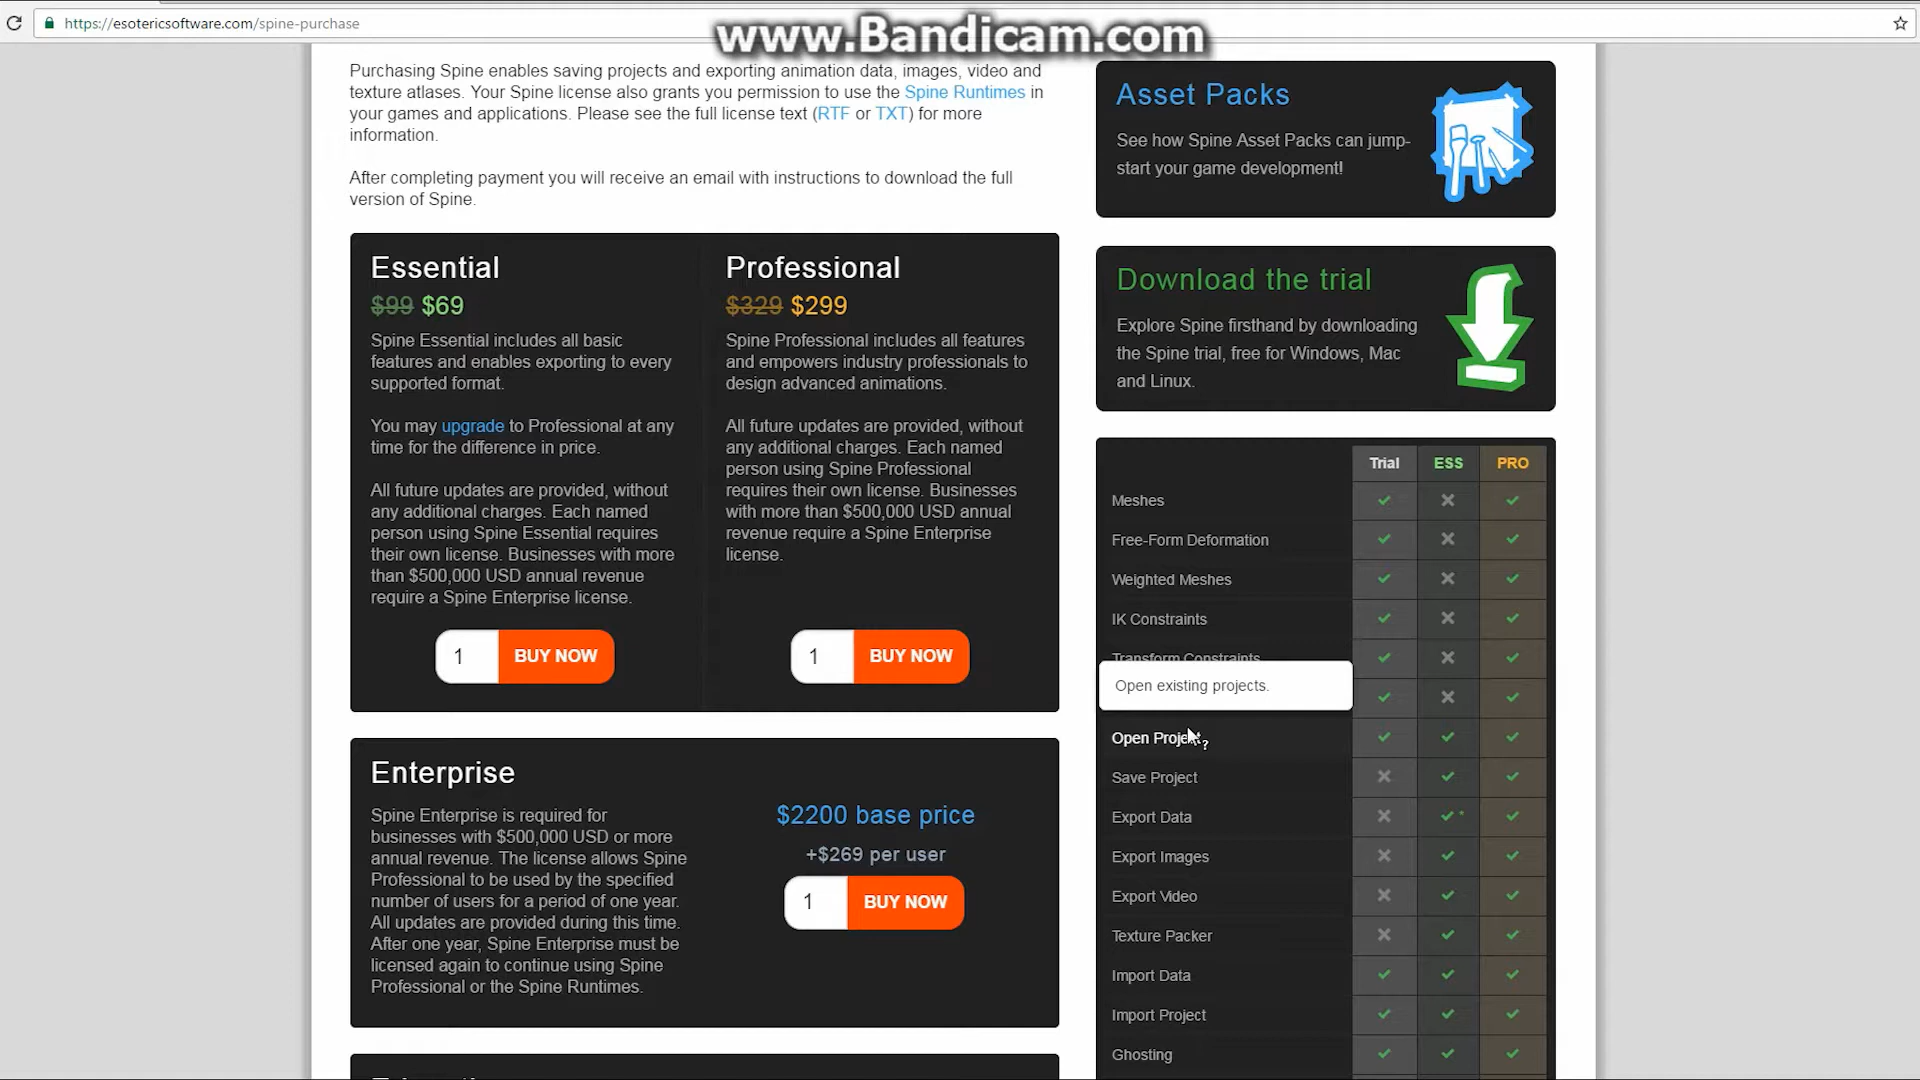 https://esotericsoftware.com/spine-purchase
www.Bandicam.com
Purchasing Spine enables saving projects and exporting animation data, images, video and
texture atlases. Your Spine license also grants you permission to use the Spine Runtimes in
your games and applications. Please see the full license text (RTF or TXT) for more
information.
After completing payment you will receive an email with instructions to download the full
version of Spine.
Essential
$99 $69
Spine Essential includes all basic
features and enables exporting to every
supported format.
You may upgrade to Professional at any
time for the difference in price.
All future updates are provided, without
any additional charges. Each named
person using Spine Essential requires
their own license. Businesses with more
than $500,000 USD annual revenue
require a Spine Enterprise license.
1 BUY NOW
Professional
$329 $299
Spine Professional includes all features
and empowers industry professionals to
design advanced animations.
All future updates are provided, without
any additional charges. Each named
person using Spine Professional
requires their own license. Businesses
with more than $500,000 USD annual
revenue require a Spine Enterprise
license.
1 BUY NOW
Enterprise
Spine Enterprise is required for
businesses with $500,000 USD or more
annual revenue. The license allows Spine
Professional to be used by the specified
number of users for a period of one year.
All updates are provided during this time.
After one year, Spine Enterprise must be
licensed again to continue using Spine
Professional or the Spine Runtimes.
$2200 base price
+$269 per user
1 BUY NOW
Asset Packs
See how Spine Asset Packs can jump-
start your game development!
Download the trial
Explore Spine firsthand by downloading
the Spine trial, free for Windows, Mac
and Linux.
Trial ESS PRO
Meshes
Free-Form Deformation
Weighted Meshes
IK Constraints
Transform Constraints
Open existing projects.
Open Project
Save Project
Export Data *
Export Images
Export Video
Texture Packer
Import Data
Import Project
Ghosting